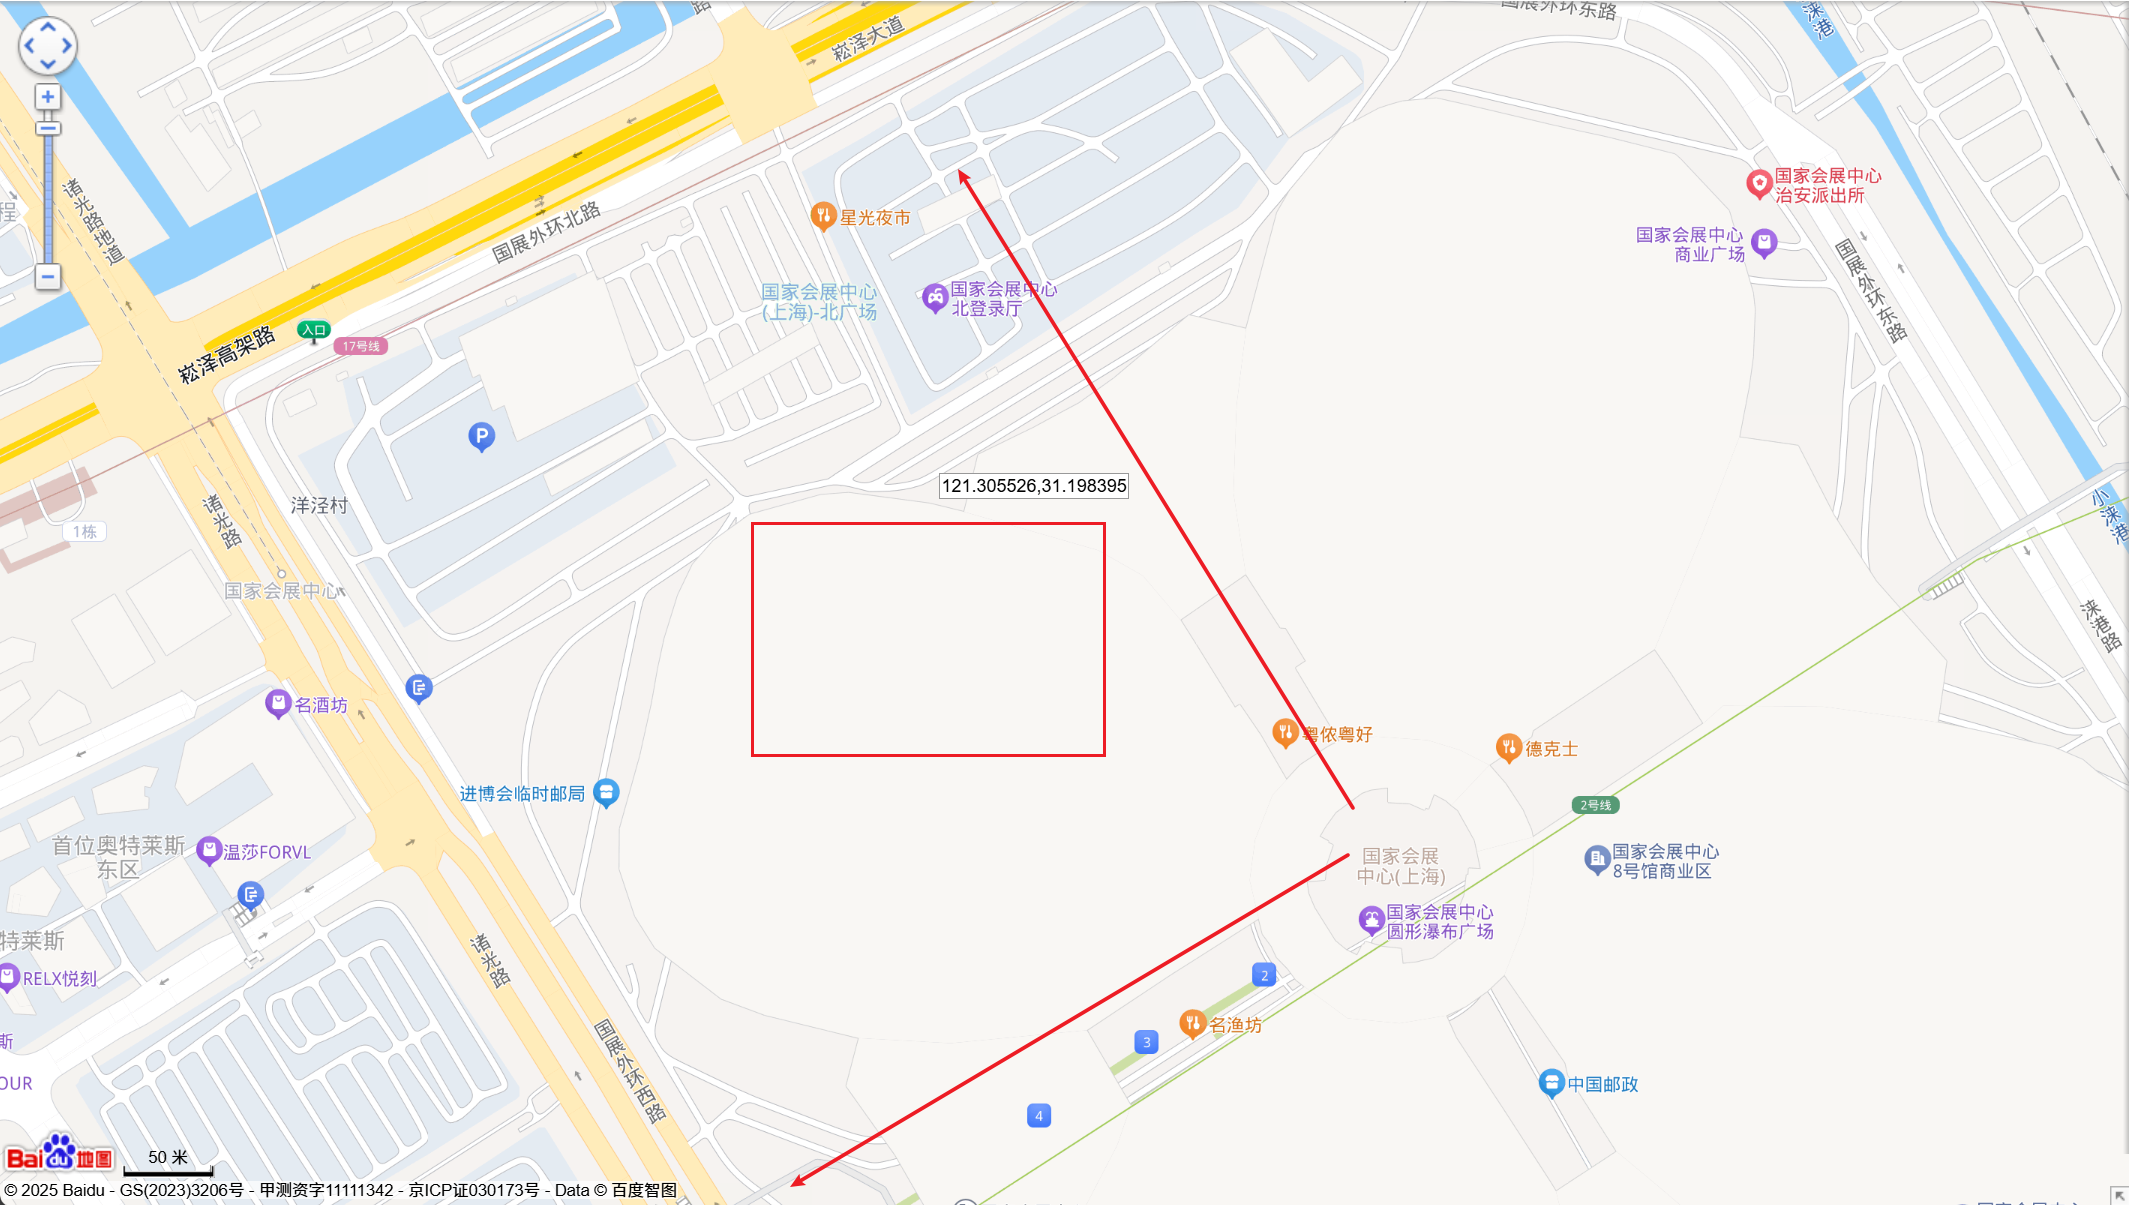 崧泽大道
国展外环东路
涞港
诸光路地道
程
国家会展中心
治安派出所
国家会展中心
商业广场
星光夜市
国展外环北路
国展外环东路
国家会展中心
(上海)-北广场
国家会展中心
北登录厅
入口
17号线
崧泽高架路
P
121.305526,31.198395
洋泾村
诸光路
1栋
小涞港
国家会展中心
涞港路
名酒坊
粤侬粤好
德克士
进博会临时邮局
2号线
首位奥特莱斯
东区
温莎FORVL
国家会展
中心(上海)
国家会展中心
8号馆商业区
国家会展中心
圆形瀑布广场
特莱斯
诸光路
RELX悦刻
2
名渔坊
3
斯
国展外环西路
OUR
中国邮政
4
Bai du 地图
50 米
© 2025 Baidu - GS(2023)3206号 - 甲测资字11111342 - 京ICP证030173号 - Data © 百度智图